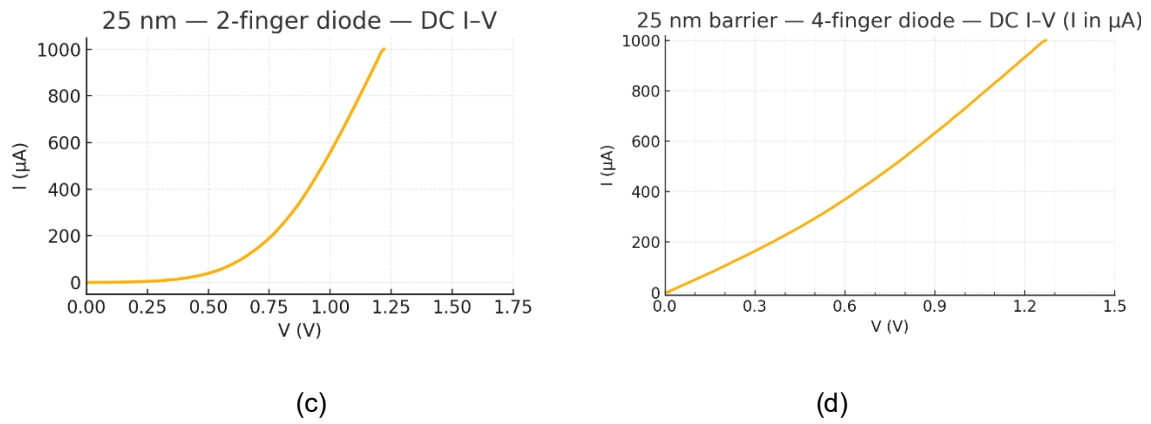 25 nm — 2-finger diode — DC I–V
1000
800
600
400
200
0
I (µA)
0.00 0.25 0.50 0.75 1.00 1.25 1.50 1.75
V (V)
(c)
25 nm barrier — 4-finger diode — DC I–V (I in µA)
1000
800
600
400
200
0
I (µA)
0.0 0.3 0.6 0.9 1.2 1.5
V (V)
(d)